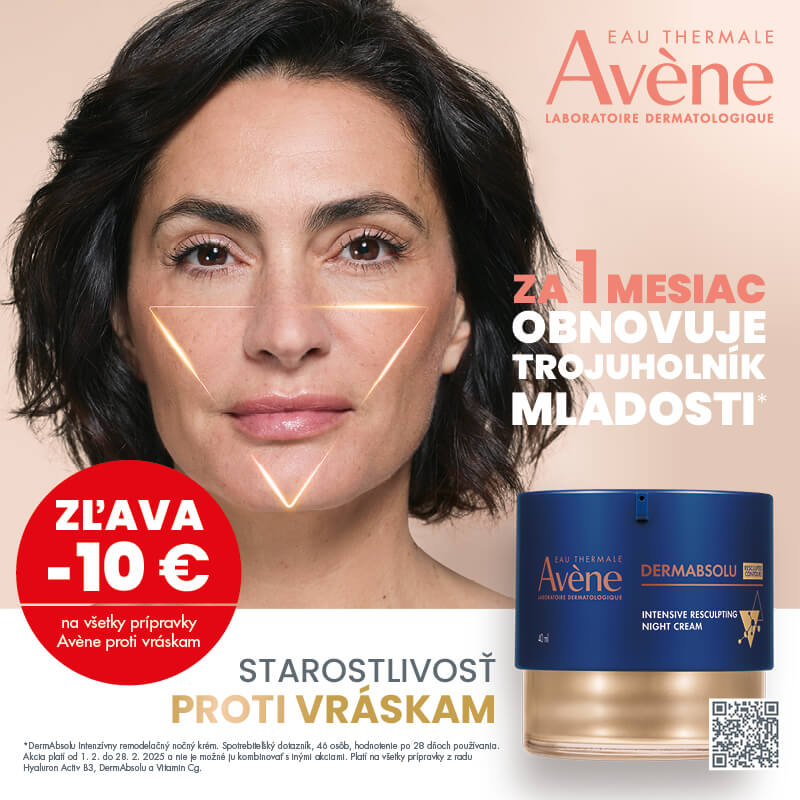 EAU THERMALE
Avène
LABORATOIRE DERMATOLOGIQUE
ZA 1 MESIAC
OBNOVUJE
TROJUHOLNÍK
MLADOSTI*
ZĽAVA
-10 €
na všetky prípravky
Avène proti vráskam
EAU THERMALE
Avène
LABORATOIRE DERMATOLOGIQUE
DERMABSOLU
INTENSIVE RESCULPTING
NIGHT CREAM
40 ml
STAROSTLIVOSŤ
PROTI VRÁSKAM
*DermAbsolu Intenzívny remodelačný nočný krém. Spotrebiteľský dotazník, 46 osôb, hodnotenie po 28 dňoch používania.
Akcia platí od 1. 2. do 28. 2. 2025 a nie je možné ju kombinovať s inými akciami. Platí na všetky prípravky z radu
Hyaluron Activ B3, DermAbsolu a Vitamin Cg.